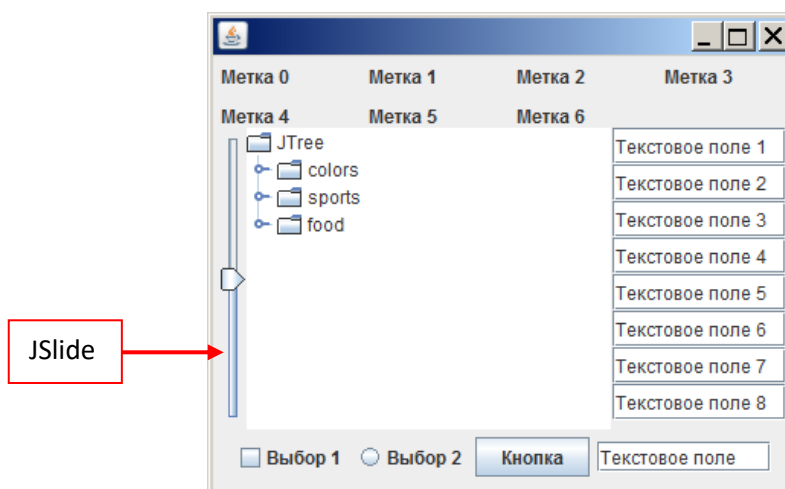 Метка 0 Метка 1 Метка 2 Метка 3
Метка 4 Метка 5 Метка 6
JTree
colors
sports
food
Текстовое поле 1
Текстовое поле 2
Текстовое поле 3
Текстовое поле 4
Текстовое поле 5
Текстовое поле 6
Текстовое поле 7
Текстовое поле 8
JSlide
Выбор 1 Выбор 2 Кнопка Текстовое поле